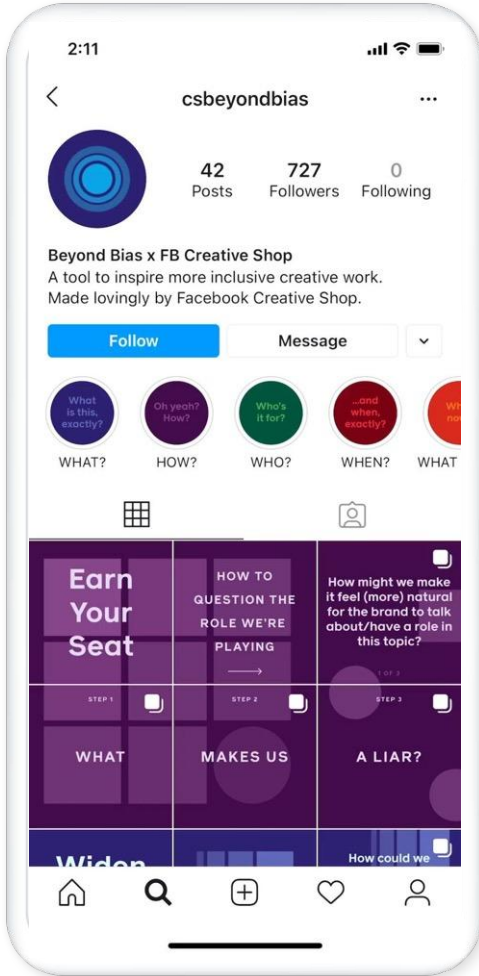 2:11
csbeyondbias
42 727 0
Posts Followers Following
Beyond Bias x FB Creative Shop
A tool to inspire more inclusive creative work.
Made lovingly by Facebook Creative Shop.
Follow Message
What
is this,
exactly?
Oh yeah?
How?
Who's
it for?
...and
when,
exactly?
WHAT? HOW? WHO? WHEN? WHAT
Earn
Your
Seat
HOW TO
QUESTION THE
ROLE WE'RE
PLAYING
How might we make
it feel (more) natural
for the brand to talk
about/have a role in
this topic?
1 OF 3
STEP 1
WHAT
STEP 2
MAKES US
STEP 3
A LIAR?
Widen
How could we